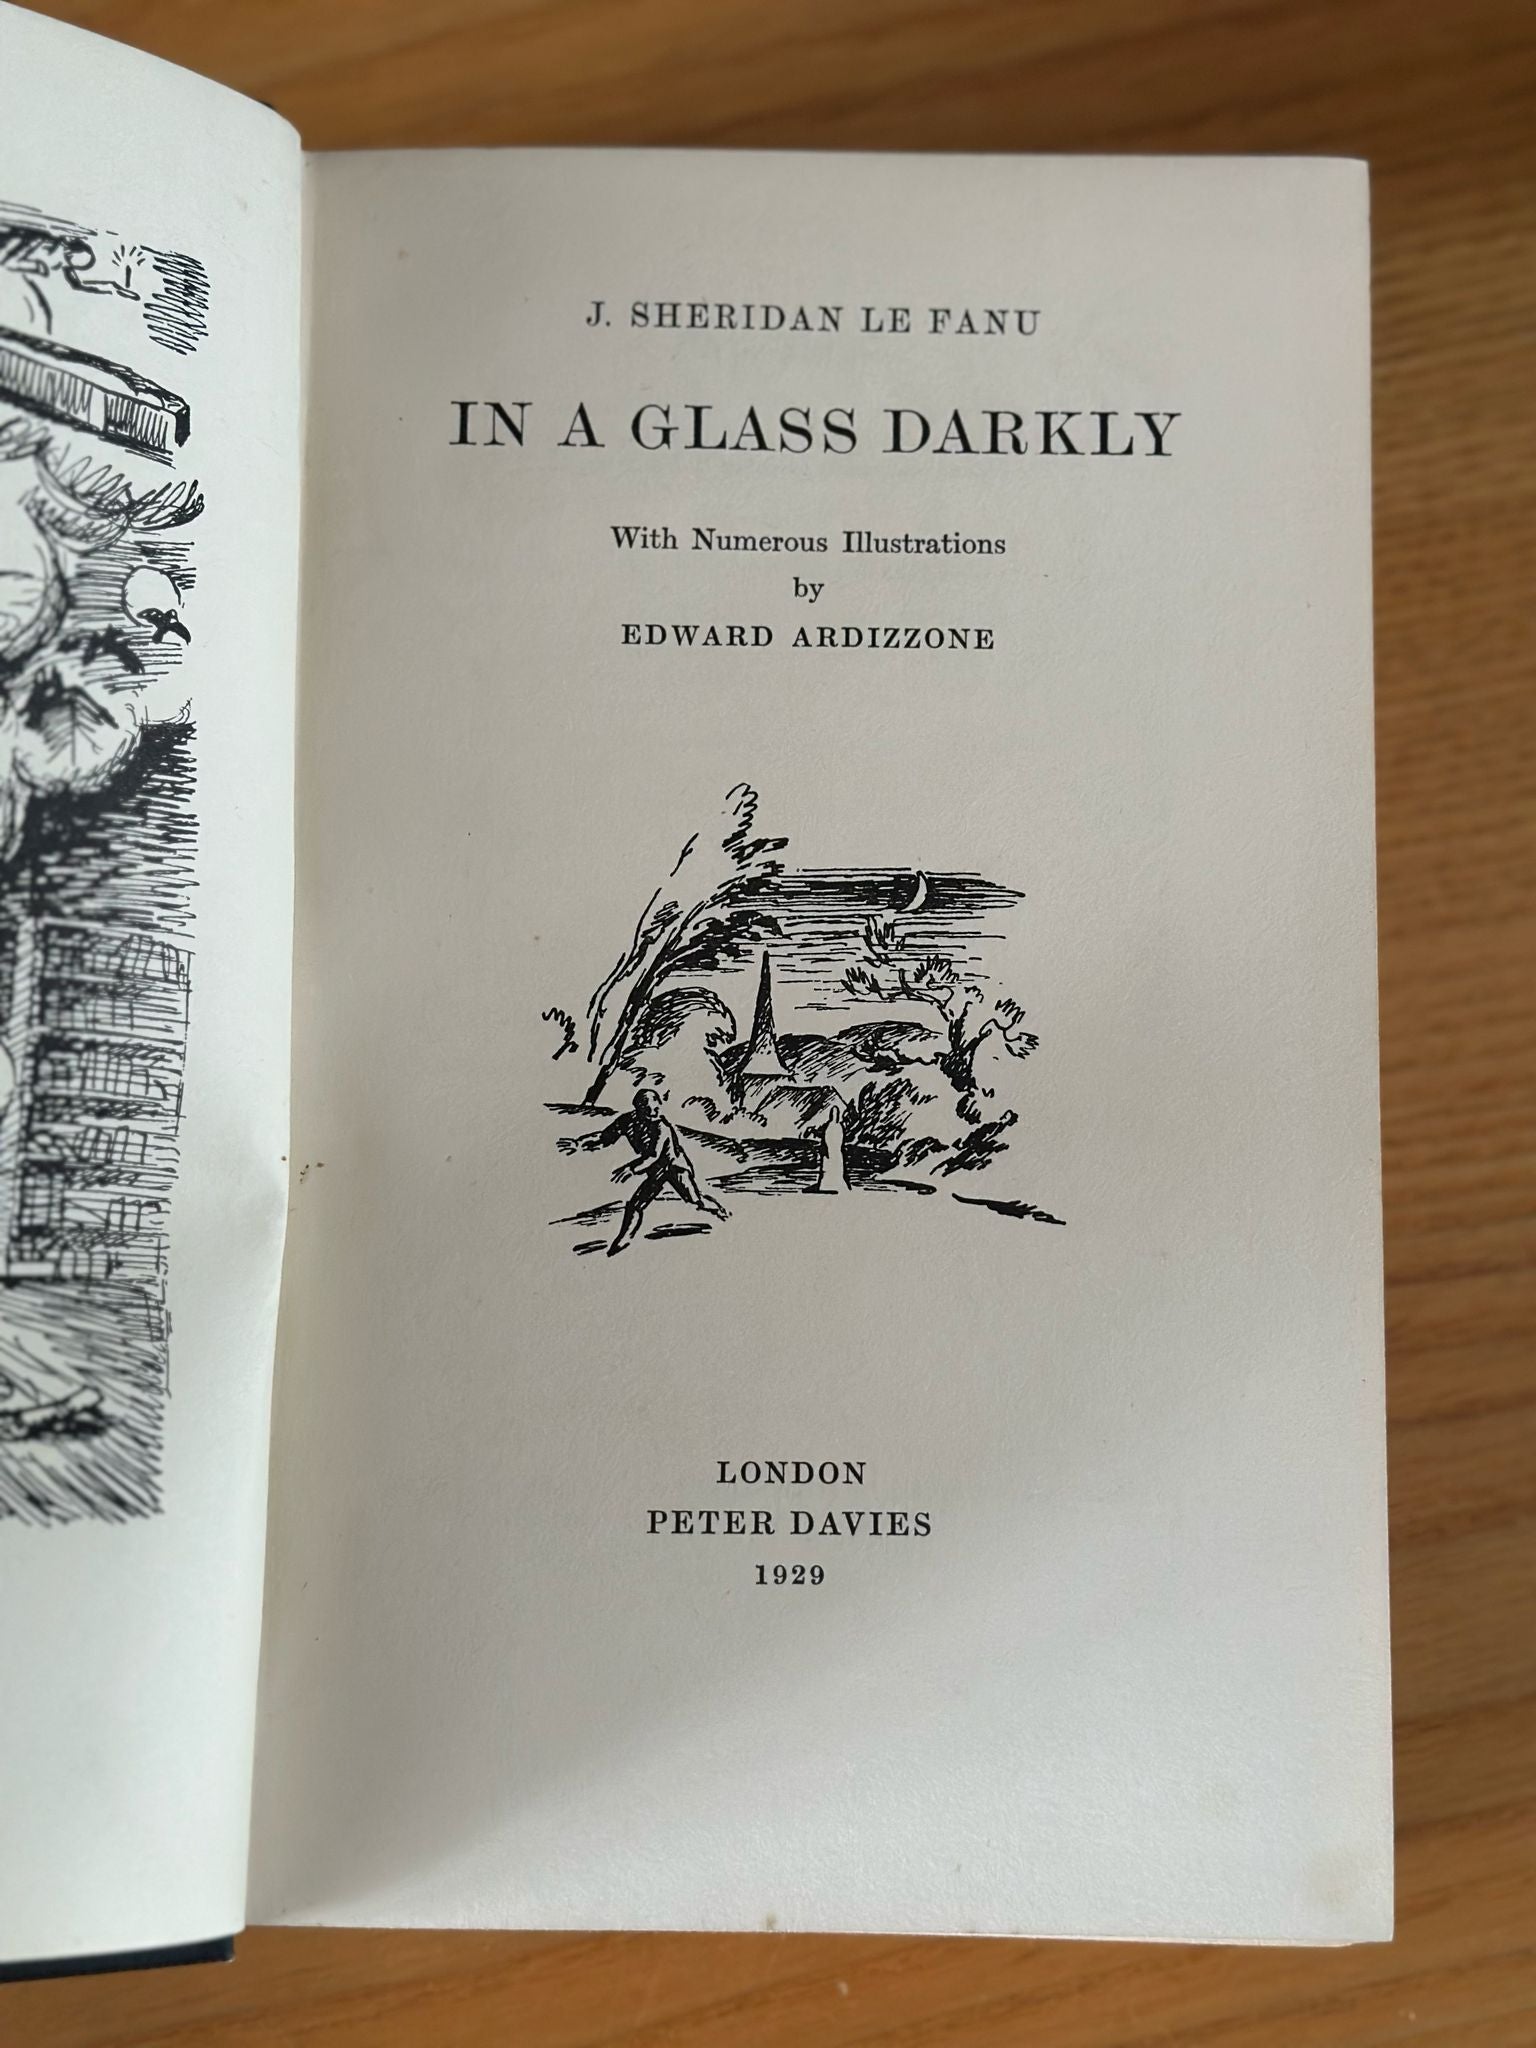 J. SHERIDAN LE FANU
IN A GLASS DARKLY
With Numerous Illustrations
by
EDWARD ARDIZZONE
LONDON
PETER DAVIES
1929